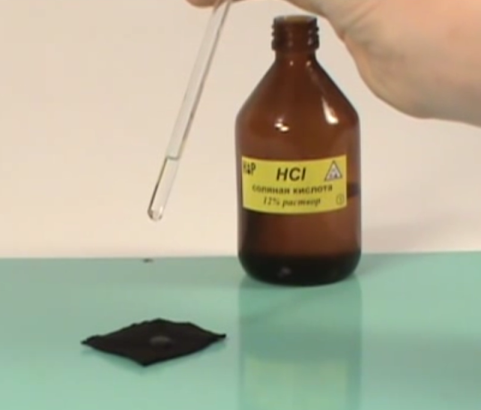 HCl
соляная кислота
12% раствор